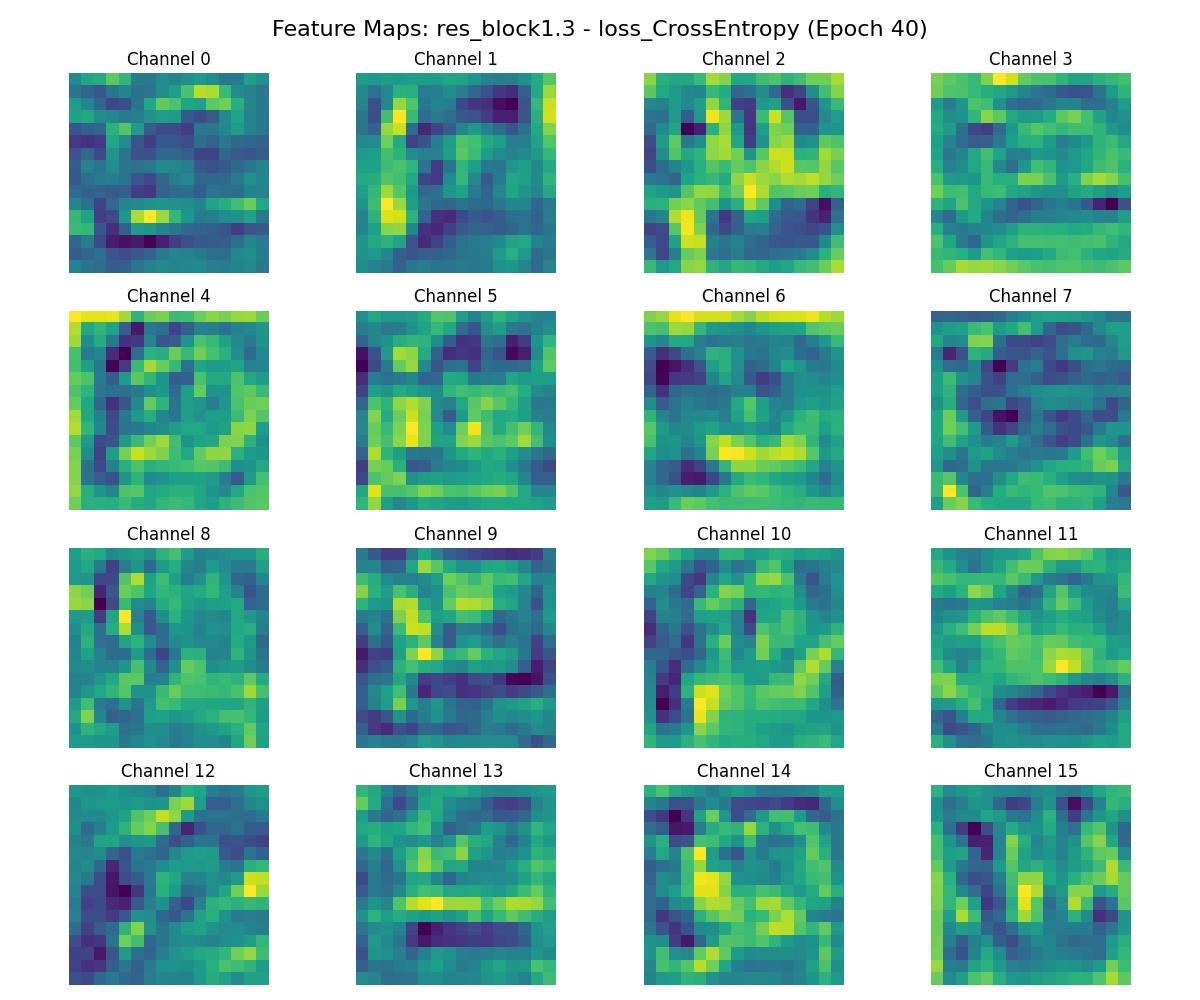 Feature Maps: res_block1.3 - loss_CrossEntropy (Epoch 40)
Channel 0
Channel 1
Channel 2
Channel 3
Channel 4
Channel 5
Channel 6
Channel 7
Channel 8
Channel 9
Channel 10
Channel 11
Channel 12
Channel 13
Channel 14
Channel 15